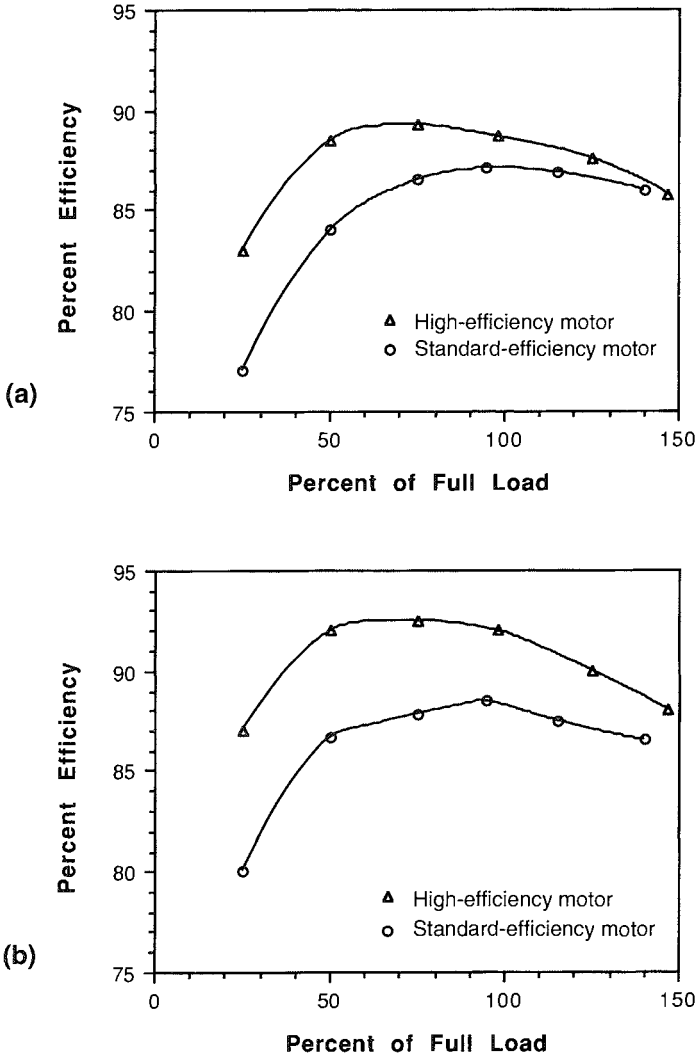 95
90
85
80
75
Percent Efficiency
High-efficiency motor
Standard-efficiency motor
(a)
0
50
100
150
Percent of Full Load
95
90
85
80
75
Percent Efficiency
High-efficiency motor
Standard-efficiency motor
(b)
0
50
100
150
Percent of Full Load